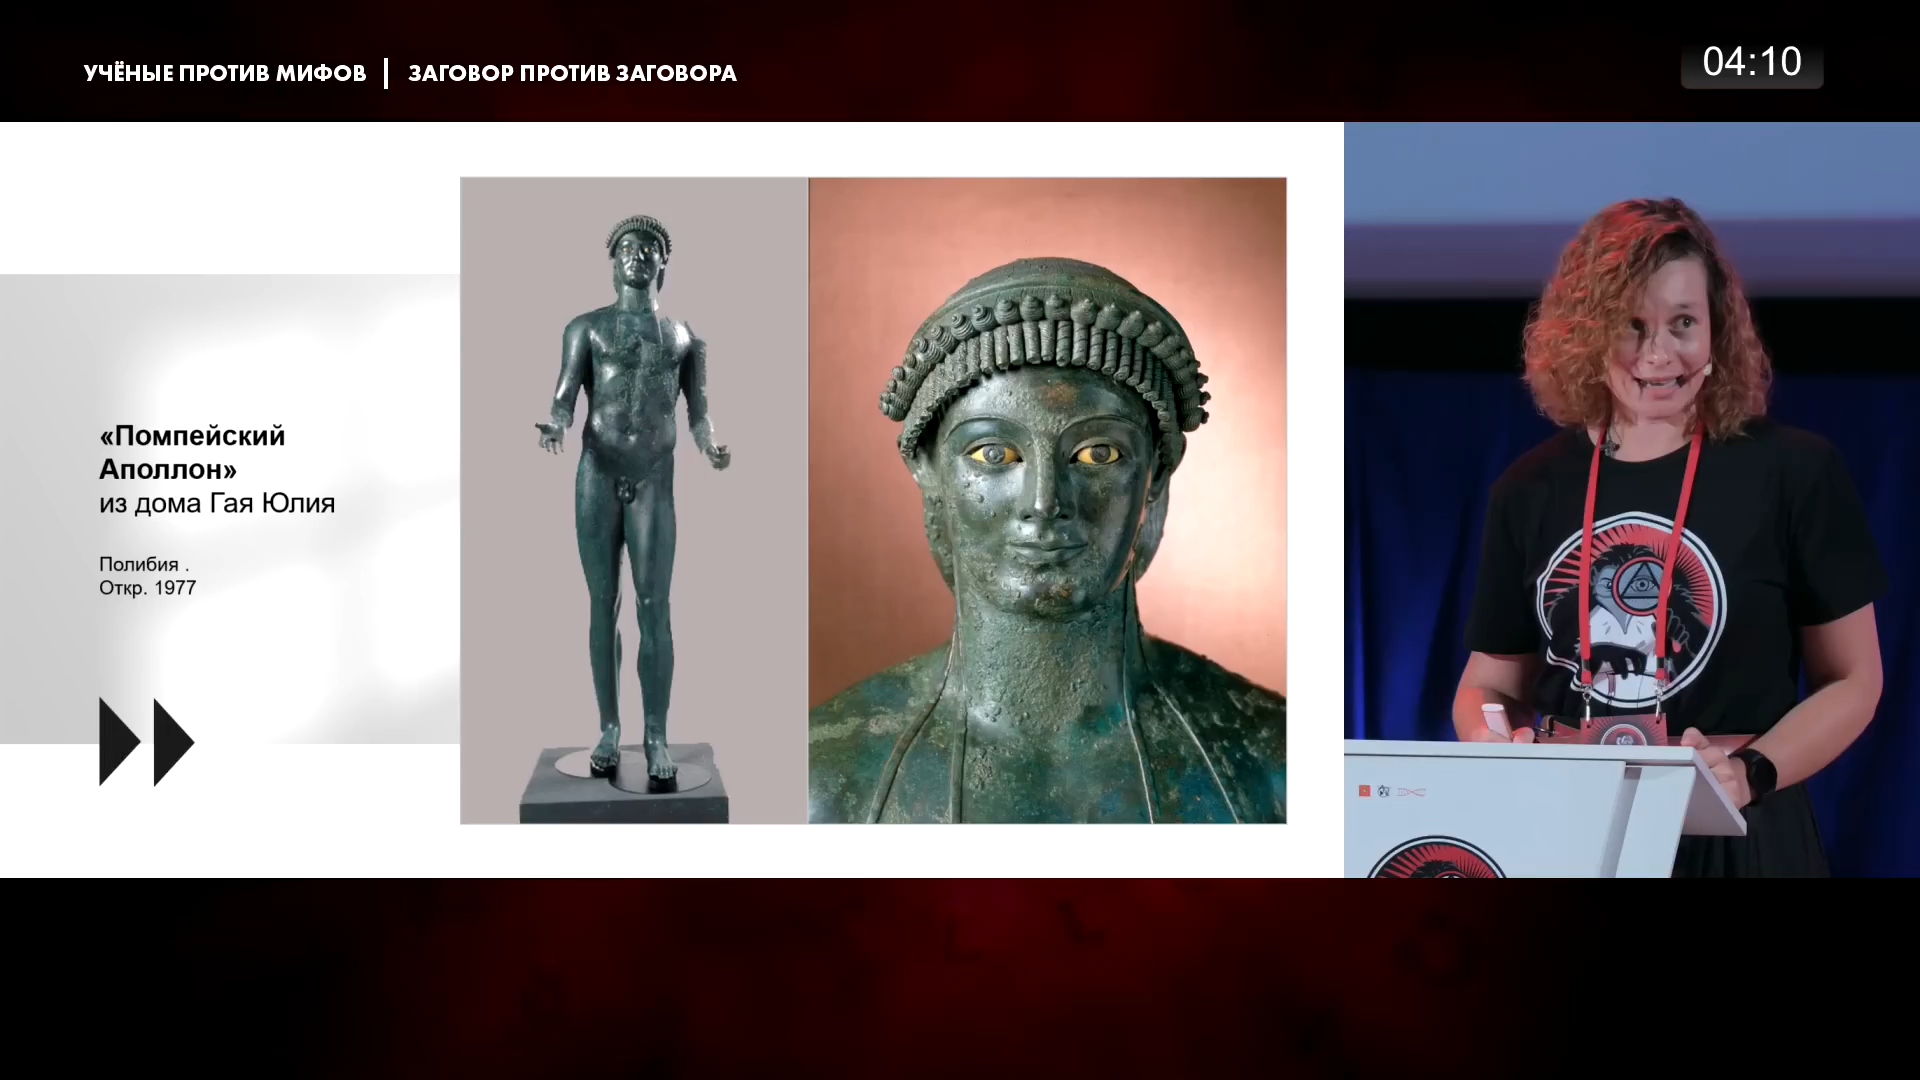 УЧЁНЫЕ ПРОТИВ МИФОВ | ЗАГОВОР ПРОТИВ ЗАГОВОРА
04:10
«Помпейский
Аполлон»
из дома Гая Юлия
Полибия .
Откр. 1977